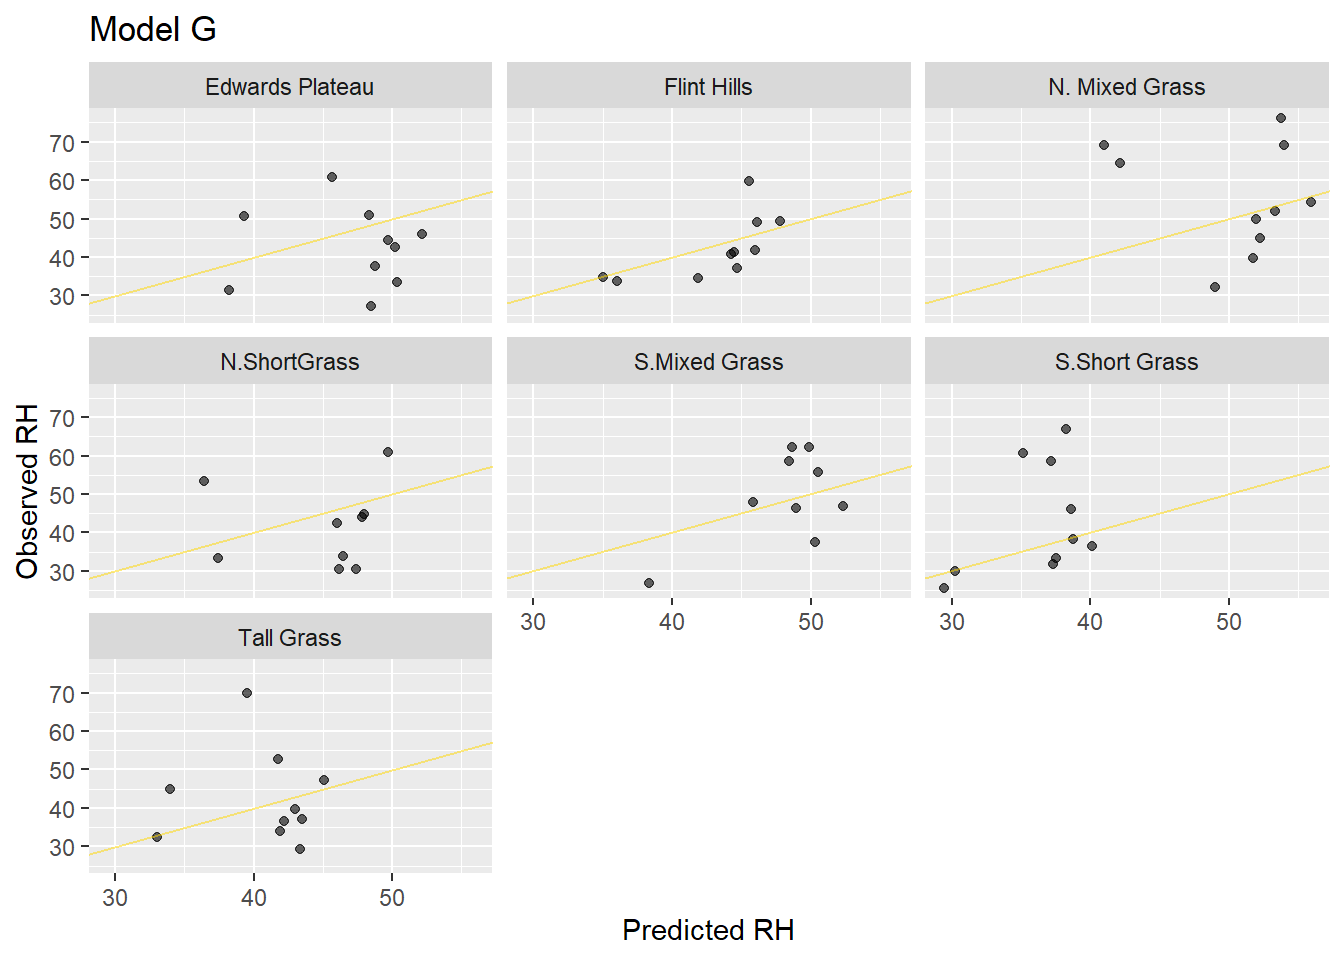 Model G
Edwards Plateau
Flint Hills
N. Mixed Grass
70
60
50
40
30
N.ShortGrass
S.Mixed Grass
S.Short Grass
Observed RH
70
60
50
40
30
30 40 50
30 40 50
Tall Grass
70
60
50
40
30
30 40 50
Predicted RH